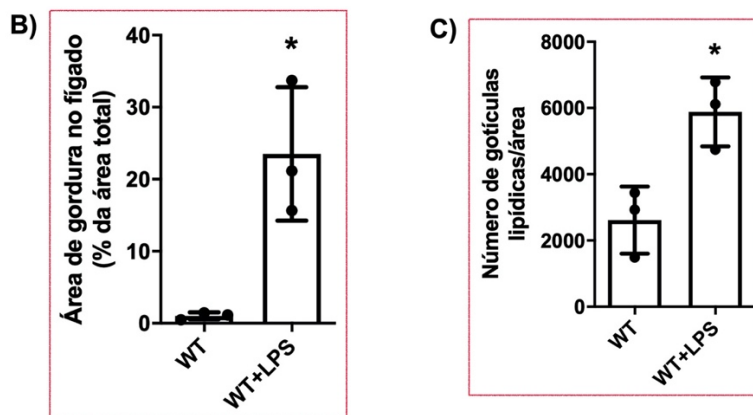 B)
Área de gordura no fígado
(% da área total)
40
30
20
10
0
*
WT
WT+LPS
C)
Número de gotículas
lipídicas/área
8000
6000
4000
2000
0
*
WT
WT+LPS